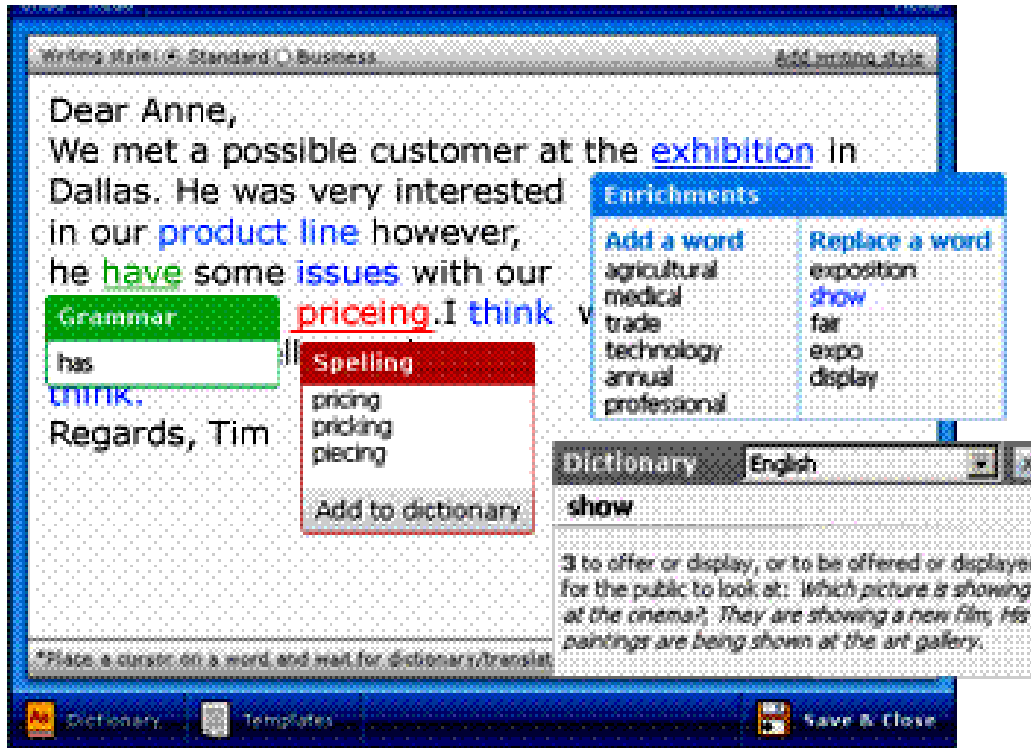 Writing style: Standard Business Add writing style
Dear Anne,
We met a possible customer at the exhibition in
Dallas. He was very interested
in our product line however,
he have some issues with our
priceing.I think
think.
Regards, Tim
Grammar
has
Spelling
pricing
pricking
piecing
Add to dictionary
Enrichments
Add a word
agricultural
medical
trade
technology
annual
professional
Replace a word
exposition
show
fair
expo
display
Dictionary English
show
3 to offer or display, or to be offered or displaye
for the public to look at: Which picture is showing
at the cinema?, They are showing a new film, His
paintings are being shown at the art gallery.
*Place a cursor on a word and wait for dictionary/translat
Dictionary Templates Save & Close